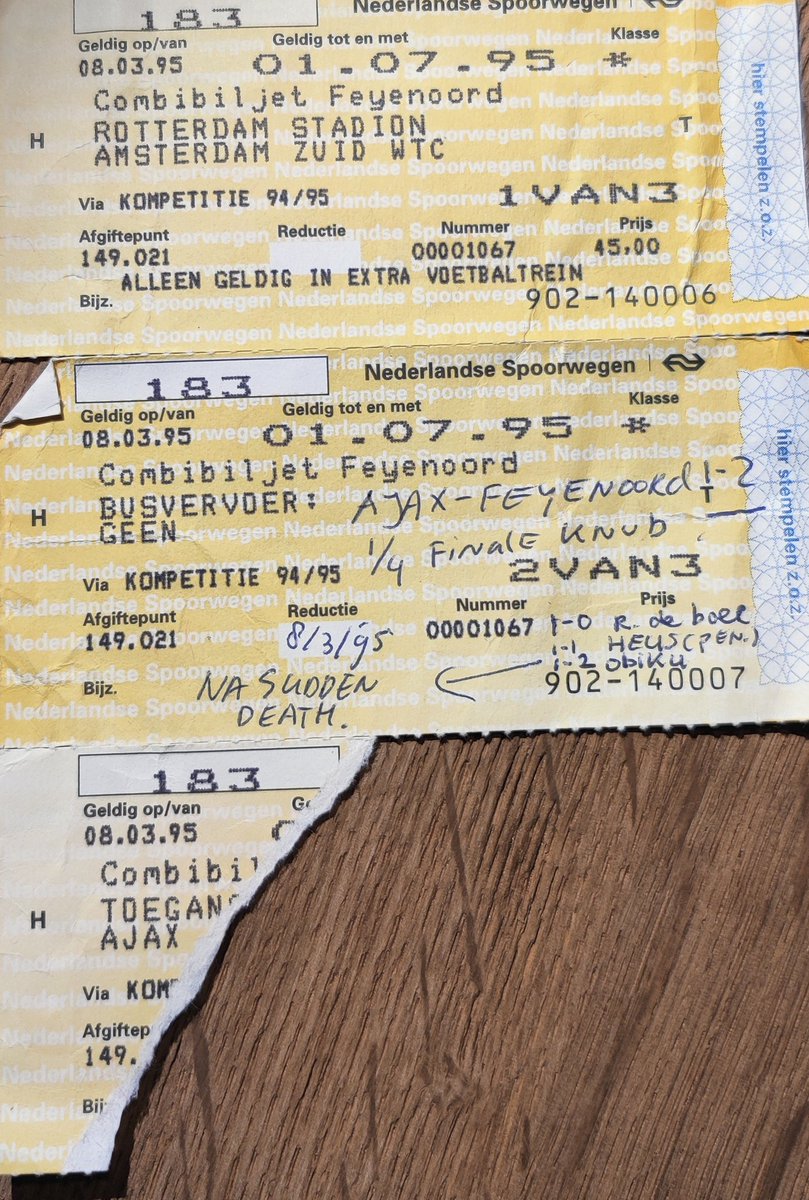 183
Nederlandse Spoorwegen
Geldig op/van Geldig tot en met Klasse
08.03.95 01-07-95 *
Combibiljet Feyenoord
H ROTTERDAM STADION T
AMSTERDAM ZUID WTC
Via KOMPETITIE 94/95 1VAN3
Afgiftepunt Reductie Nummer Prijs
149.021 00001067 45,00
ALLEEN GELDIG IN EXTRA VOETBALTREIN
Bijz. 902-140006
hier stempelen z.o.z.
183 Nederlandse Spoorwegen
Geldig op/van Geldig tot en met Klasse
08.03.95 01-07-95 *
Combibiljet Feyenoord
H BUSVERVOER: T
GEEN
AJAX-FEYENOORD 1-2
1/4 FINALE KNVB
Via KOMPETITIE 94/95 2VAN3
Afgiftepunt Reductie Nummer Prijs
149.021 8/3/95 00001067
1-0 R. de boer
1-1 HEUS (PEN.)
1-2 obiku
Bijz. NA SUDDEN
DEATH.
902-140007
hier stempelen z.o.z.
183
Geldig op/van
08.03.95
Combibil
H TOEGAN
AJAX
Via KOM
Afgiftep
149.
Bij